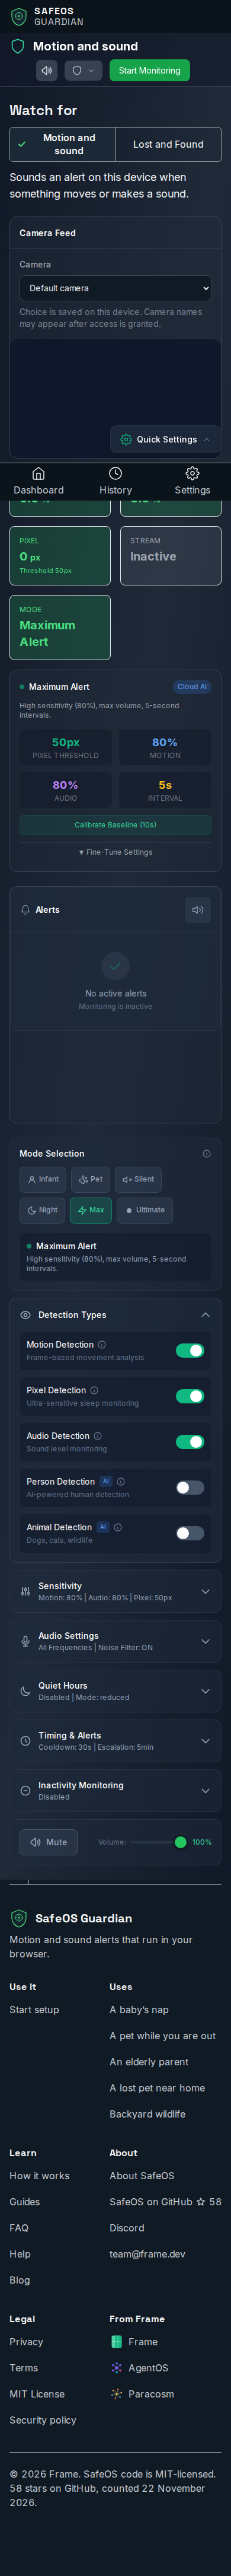 SAFEOS
GUARDIAN
Motion and sound
Start Monitoring
Watch for
Motion and
sound
Lost and Found
Sounds an alert on this device when
something moves or makes a sound.
Camera Feed
Camera
Default camera
Choice is saved on this device. Camera names
may appear after access is granted.
Quick Settings
Dashboard
History
Settings
PIXEL
0 px
Threshold 50px
STREAM
Inactive
MODE
Maximum
Alert
Maximum Alert
Cloud AI
High sensitivity (80%), max volume, 5-second
intervals.
50px
PIXEL THRESHOLD
80%
MOTION
80%
AUDIO
5s
INTERVAL
Calibrate Baseline (10s)
▼ Fine-Tune Settings
Alerts
No active alerts
Monitoring is inactive
Mode Selection
Infant
Pet
Silent
Night
Max
Ultimate
Maximum Alert
High sensitivity (80%), max volume, 5-second
intervals.
Detection Types
Motion Detection
Frame-based movement analysis
Pixel Detection
Ultra-sensitive sleep monitoring
Audio Detection
Sound level monitoring
Person Detection AI
AI-powered human detection
Animal Detection AI
Dogs, cats, wildlife
Sensitivity
Motion: 80% | Audio: 80% | Pixel: 50px
Audio Settings
All Frequencies | Noise Filter: ON
Quiet Hours
Disabled | Mode: reduced
Timing & Alerts
Cooldown: 30s | Escalation: 5min
Inactivity Monitoring
Disabled
Mute
Volume:
100%
SafeOS Guardian
Motion and sound alerts that run in your
browser.
Use it
Start setup
Uses
A baby's nap
A pet while you are out
An elderly parent
A lost pet near home
Backyard wildlife
Learn
How it works
Guides
FAQ
Help
Blog
About
About SafeOS
SafeOS on GitHub ☆ 58
Discord
team@frame.dev
Legal
Privacy
Terms
MIT License
Security policy
From Frame
Frame
AgentOS
Paracosm
© 2026 Frame. SafeOS code is MIT-licensed.
58 stars on GitHub, counted 22 November
2026.